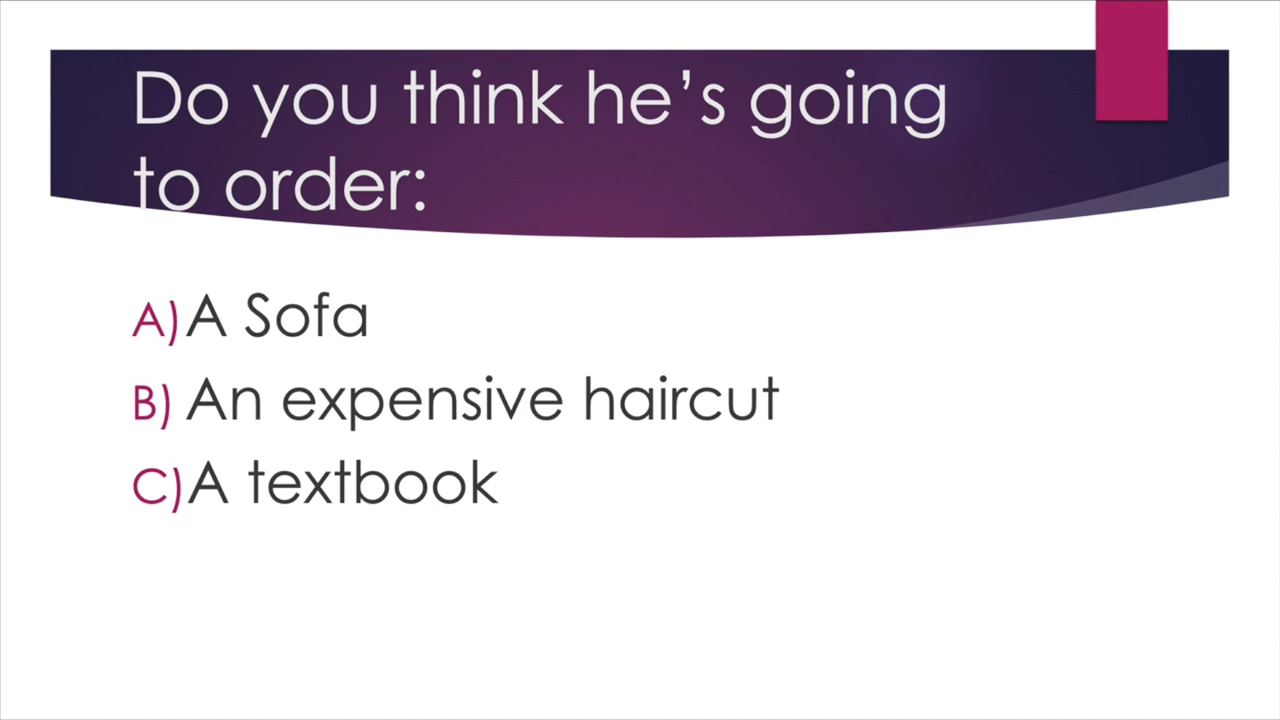 Do you think he’s going
to order:
A) A Sofa
B) An expensive haircut
C) A textbook